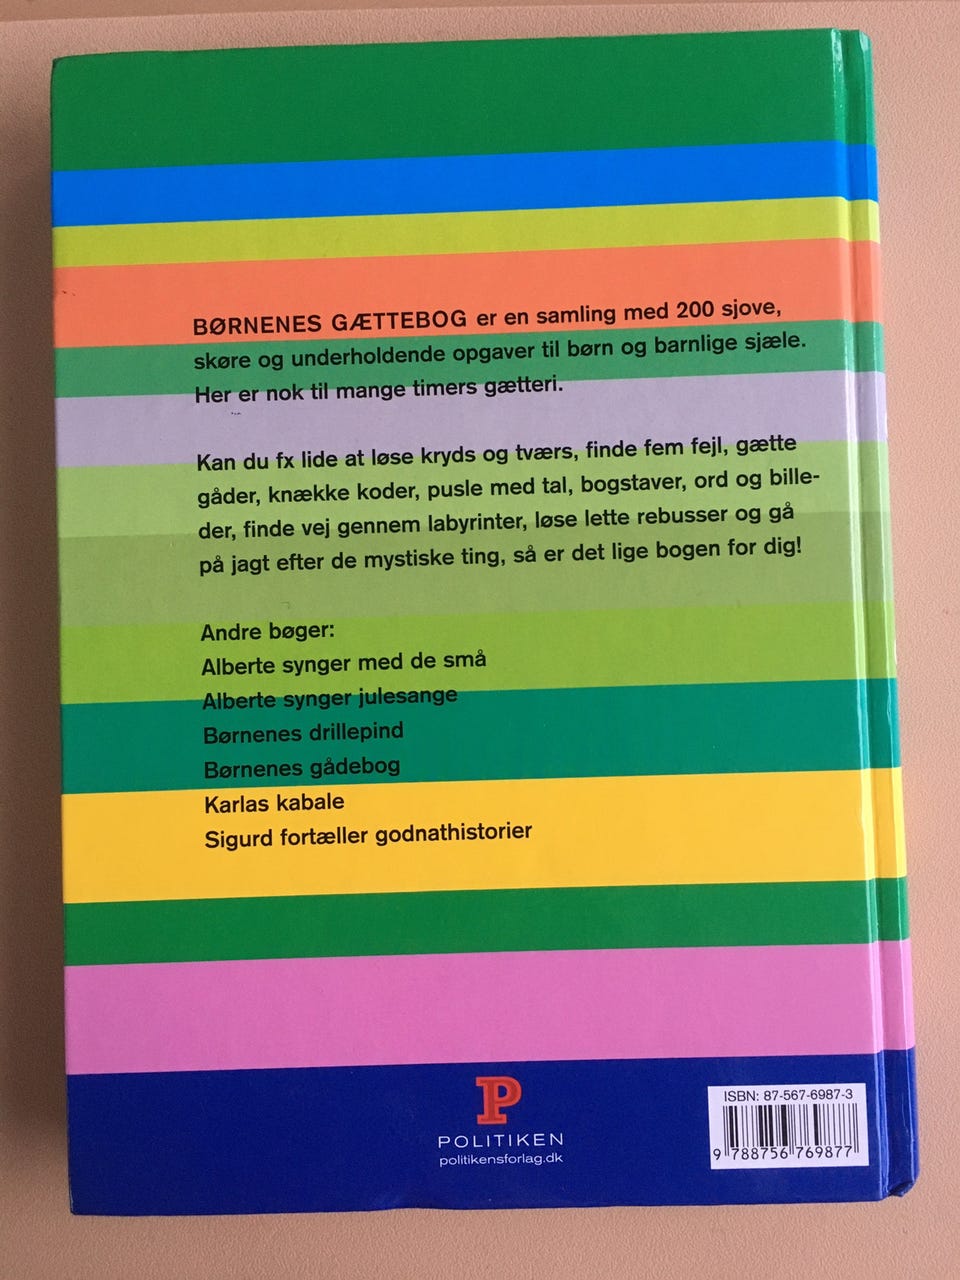 BØRNENES GÆTTEBOG er en samling med 200 sjove,
skøre og underholdende opgaver til børn og barnlige sjæle.
Her er nok til mange timers gætteri.
Kan du fx lide at løse kryds og tværs, finde fem fejl, gætte
gåder, knække koder, pusle med tal, bogstaver, ord og bille-
der, finde vej gennem labyrinter, løse lette rebusser og gå
på jagt efter de mystiske ting, så er det lige bogen for dig!
Andre bøger:
Alberte synger med de små
Alberte synger julesange
Børnenes drillepind
Børnenes gådebog
Karlas kabale
Sigurd fortæller godnathistorier
P
POLITIKEN
politikensforlag.dk
ISBN: 87-567-6987-3
9 788756 769877